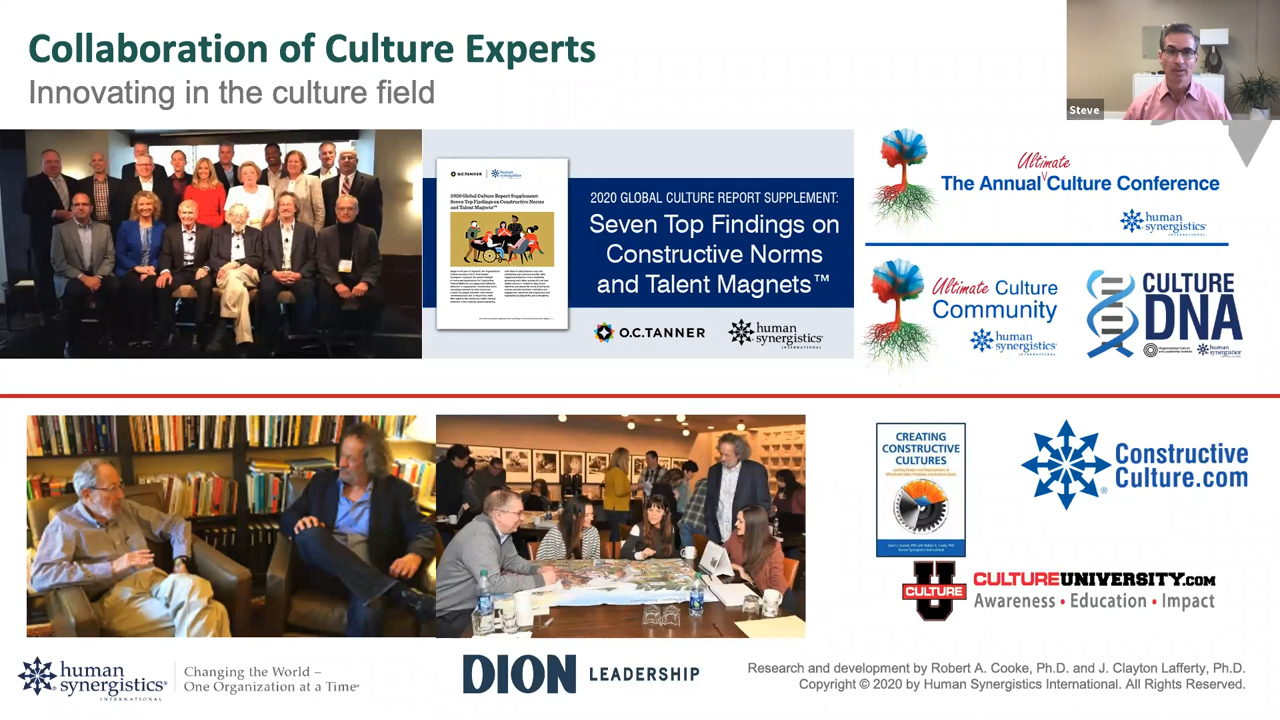 Collaboration of Culture Experts
Innovating in the culture field
Steve
O.C.TANNER
human synergistics
2020 Global Culture Report Supplement:
Seven Top Findings on Constructive Norms
and Talent Magnets™
2020 GLOBAL CULTURE REPORT SUPPLEMENT:
Seven Top Findings on
Constructive Norms
and Talent Magnets™
O.C.TANNER
human
synergistics®
INTERNATIONAL
Ultimate
The Annual Culture Conference
human
synergistics®
INTERNATIONAL
Ultimate Culture
Community
human
synergistics®
INTERNATIONAL
CULTURE
DNA
human
synergistics
CREATING
CONSTRUCTIVE
CULTURES
Constructive
Culture.com
®
U
CULTURE
CULTUREUNIVERSITY.COM
Awareness • Education • Impact
human
synergistics®
INTERNATIONAL
Changing the World –
One Organization at a Time®
DION LEADERSHIP
Research and development by Robert A. Cooke, Ph.D. and J. Clayton Lafferty, Ph.D.
Copyright © 2020 by Human Synergistics International. All Rights Reserved.